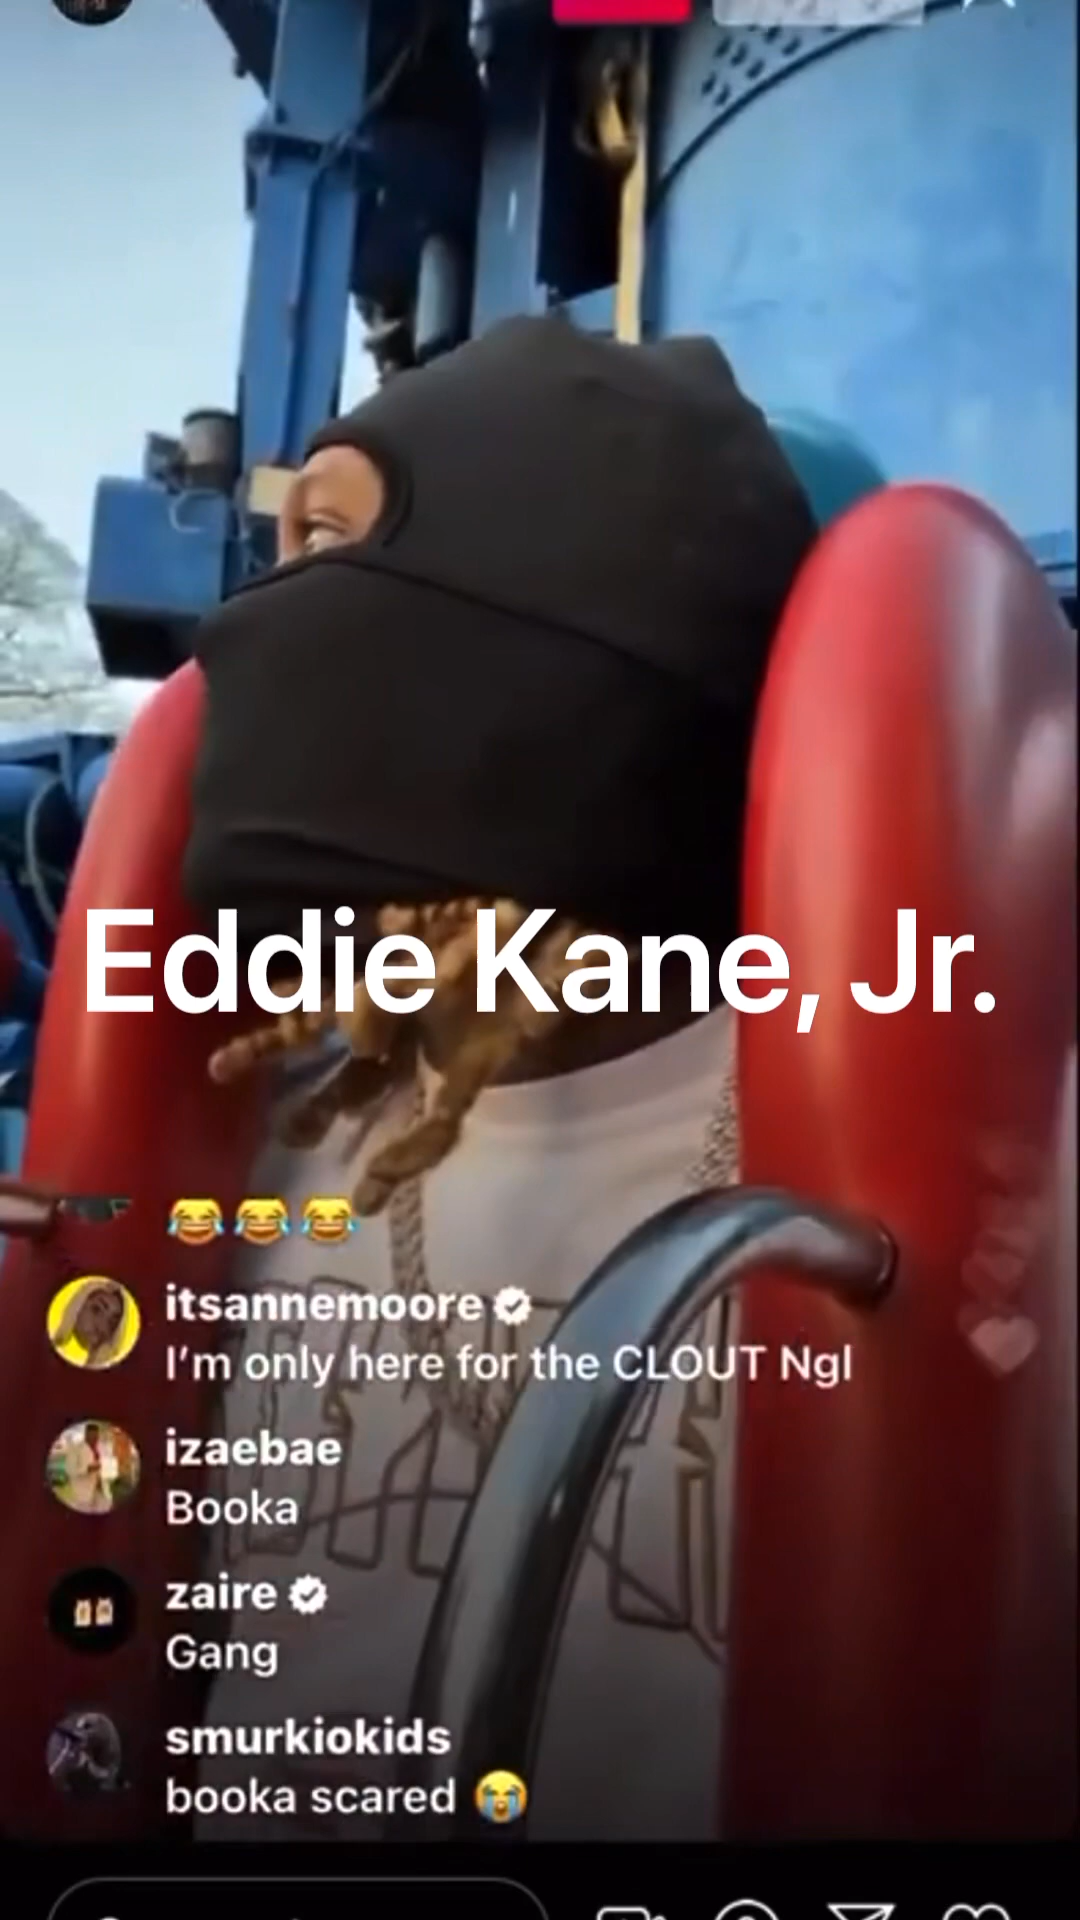 Eddie Kane, Jr.
😂😂😂
itsannemoore
I'm only here for the CLOUT Ngl
izaebae
Booka
zaire
Gang
smurkiokids
booka scared 😭